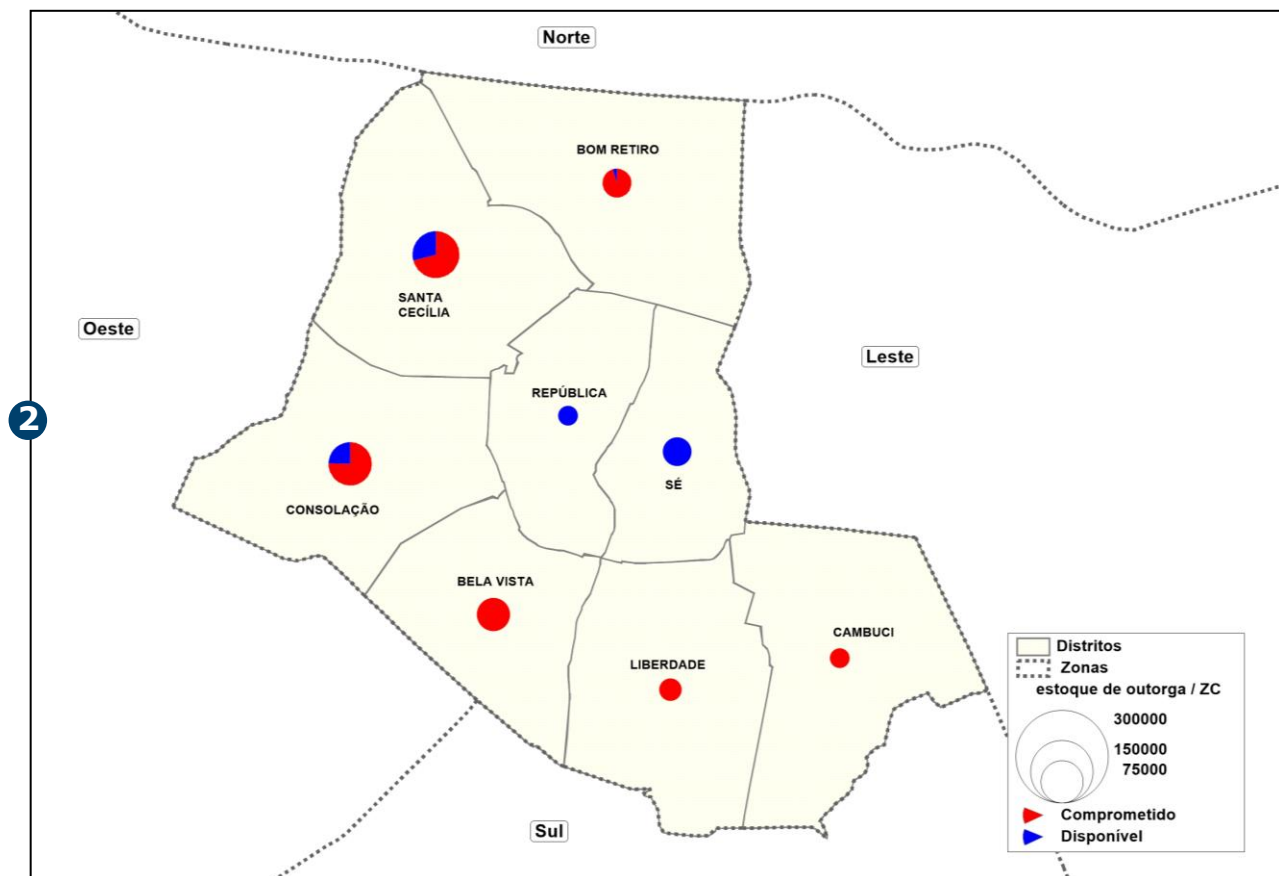 Norte
BOM RETIRO
SANTA
CECÍLIA
Oeste
Leste
REPÚBLICA
2
SÉ
CONSOLAÇÃO
BELA VISTA
CAMBUCI
LIBERDADE
Distritos
Zonas
estoque de outorga / ZC
300000
150000
75000
Comprometido
Disponível
Sul